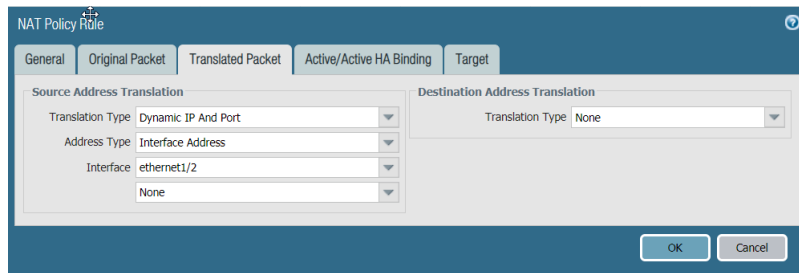 NAT Policy Rule
General Original Packet Translated Packet Active/Active HA Binding Target
Source Address Translation
Translation Type Dynamic IP And Port
Address Type Interface Address
Interface ethernet1/2
None
Destination Address Translation
Translation Type None
OK Cancel